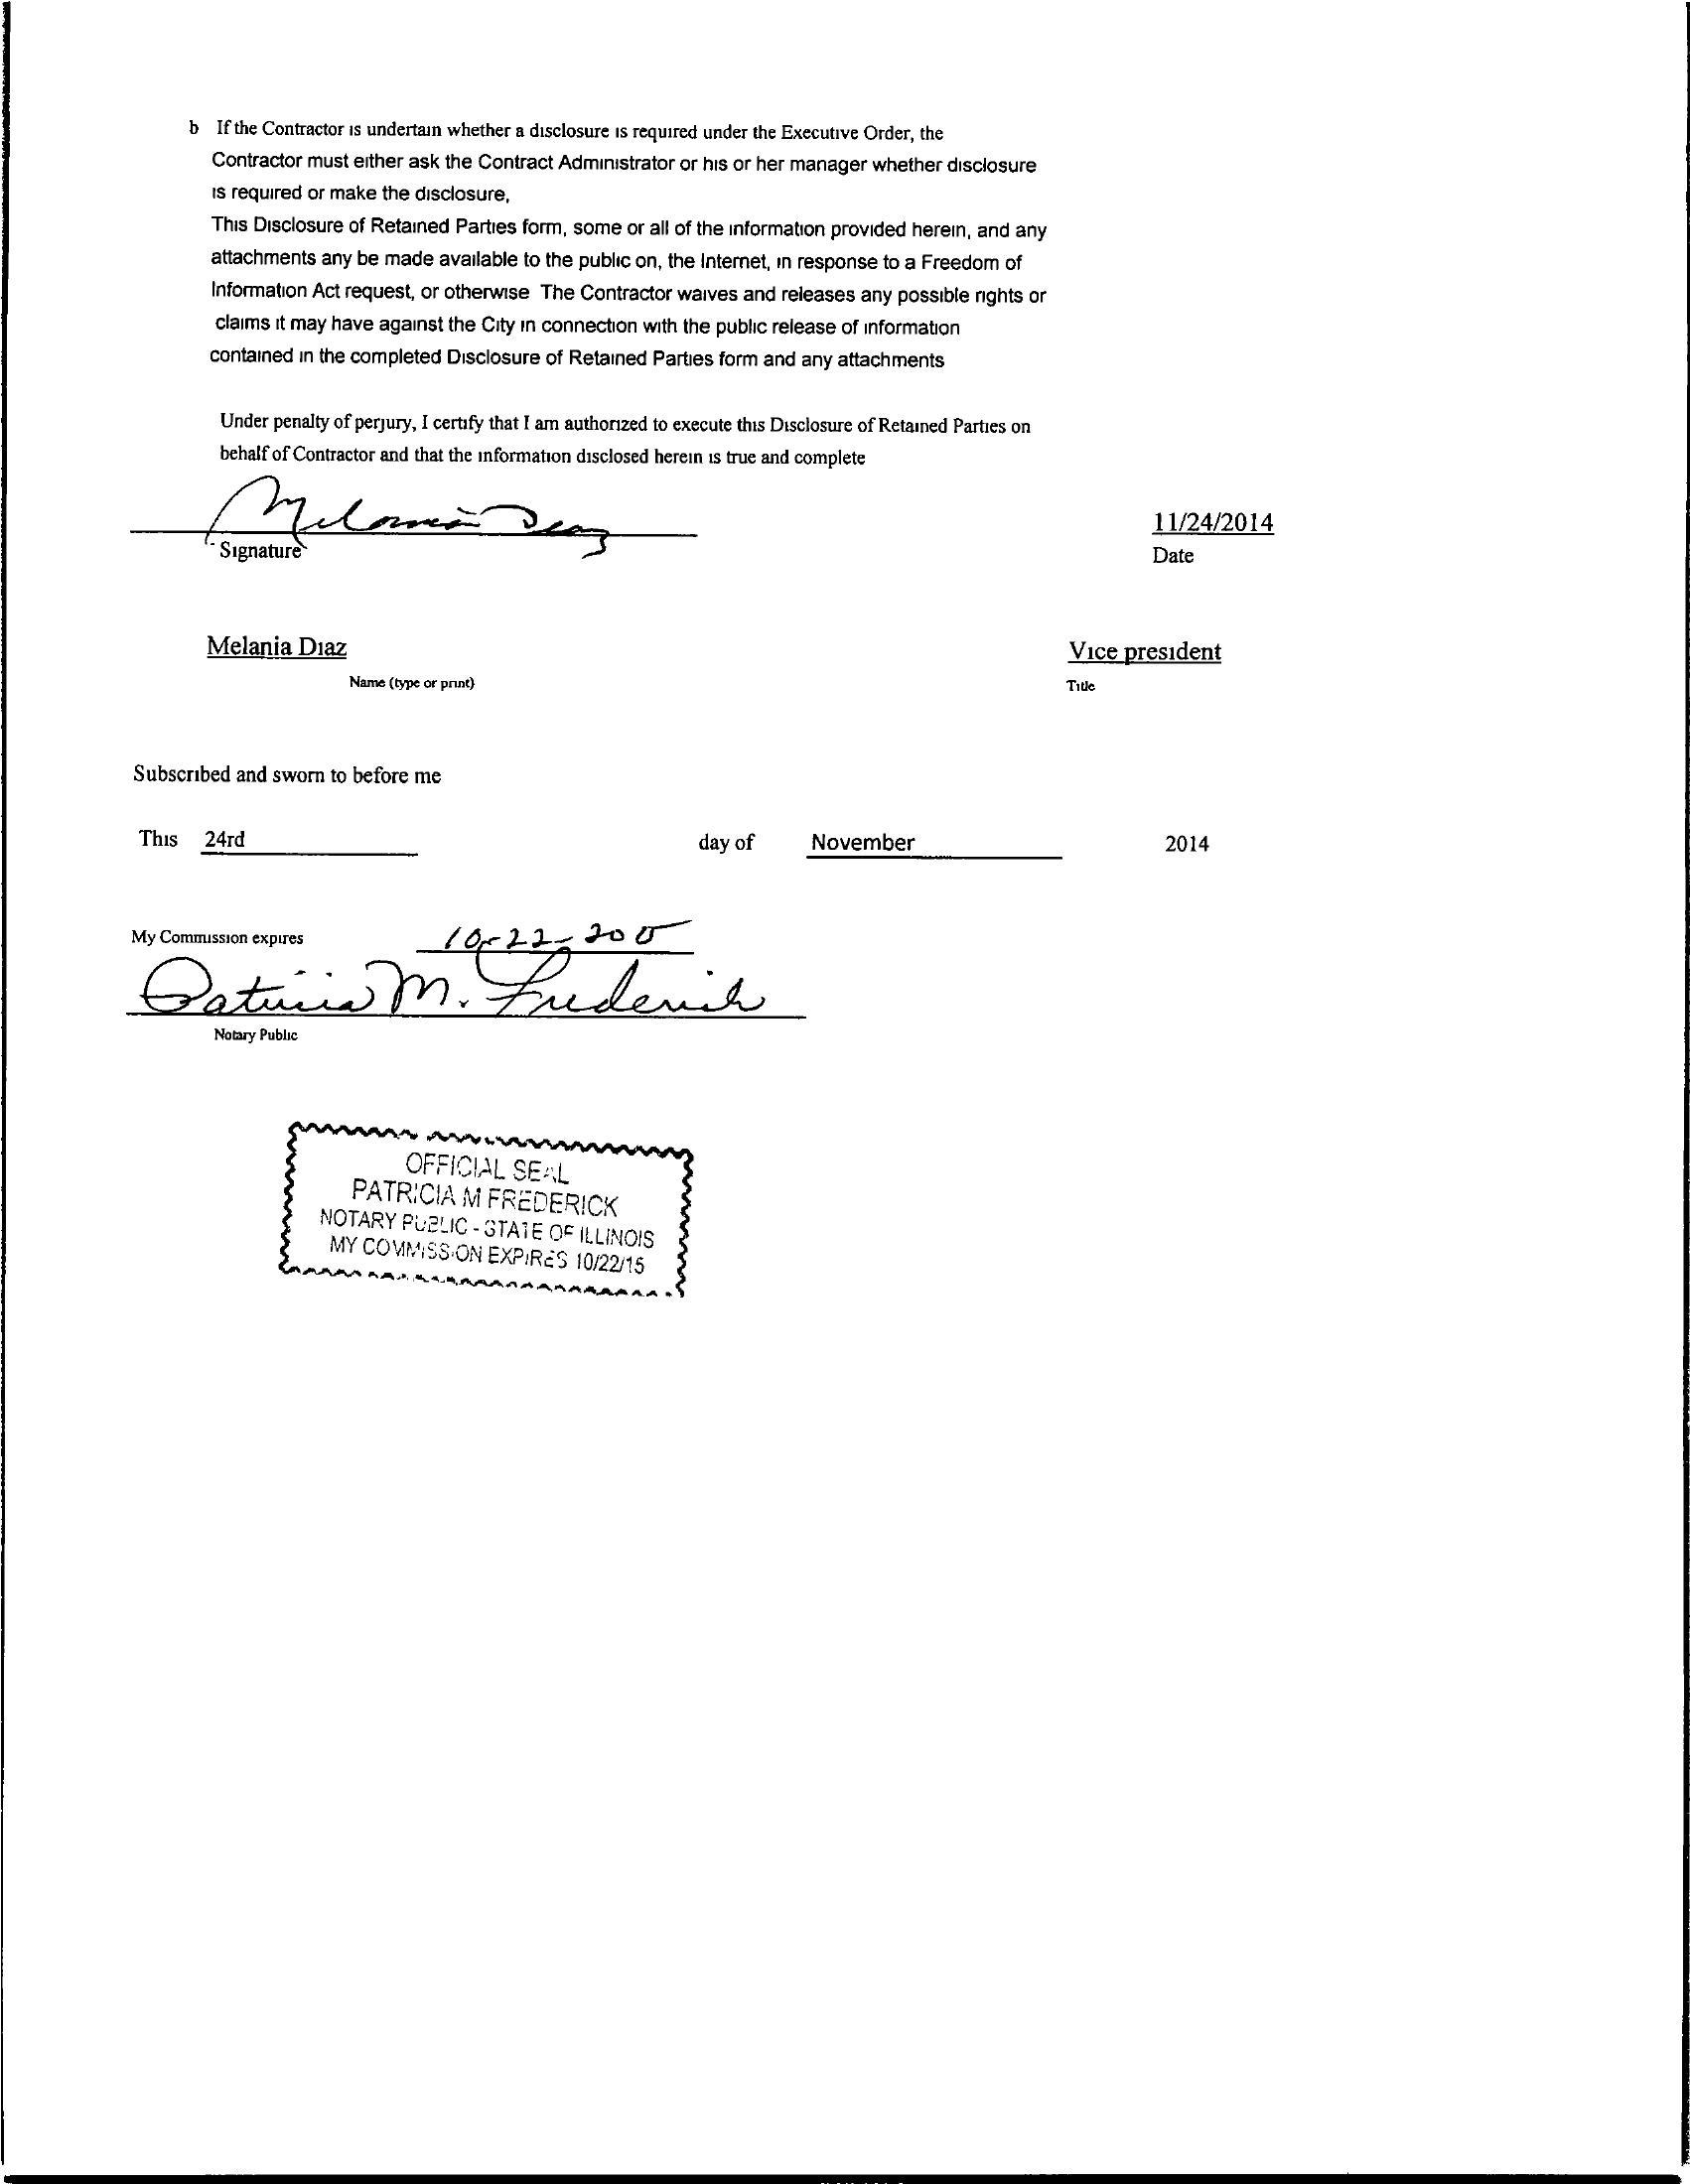 b If the Contractor is undertain whether a disclosure is required under the Executive Order, the
Contractor must either ask the Contract Administrator or his or her manager whether disclosure
is required or make the disclosure,
This Disclosure of Retained Parties form, some or all of the information provided herein, and any
attachments any be made available to the public on, the Internet, in response to a Freedom of
Information Act request, or otherwise The Contractor waives and releases any possible rights or
claims it may have against the City in connection with the public release of information
contained in the completed Disclosure of Retained Parties form and any attachments
Under penalty of perjury, I certify that I am authorized to execute this Disclosure of Retained Parties on
behalf of Contractor and that the information disclosed herein is true and complete
Melania Diaz 11/24/2014
Signature Date
Melania Diaz Vice president
Name (type or print) Title
Subscribed and sworn to before me
This 24rd day of November 2014
My Commission expires 10-22-
Patricia M. Frederick
Notary Public
OFFICIAL SEAL
PATRICIA M FREDERICK
NOTARY PUBLIC - STATE OF ILLINOIS
MY COMMISSION EXPIRES 10/22/15